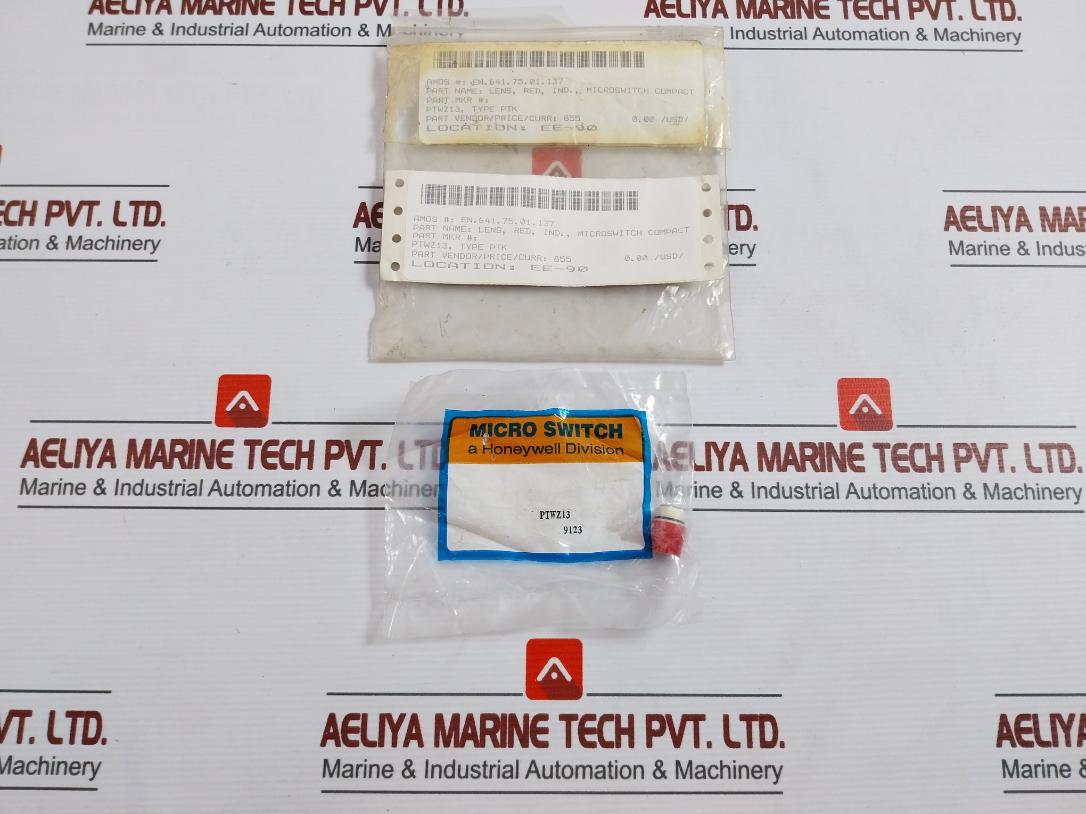 AELIYA MARINE TECH PVT. LTD.
Marine & Industrial Automation & Machinery
AELIYA MARINE TECH PVT. LTD.
Marine & Industrial Automation & Machinery
AMOS #: EN.641.75.01.137
PART NAME: LENS, RED, IND., MICROSWITCH COMPACT
PART MKR #:
PTWZ13, TYPE PTK
PART VENDOR/PRICE/CURR: 855 0.00 /USD/
LOCATION: EE-90
AMOS #: EN.641.75.01.137
PART NAME: LENS, RED, IND., MICROSWITCH COMPACT
PART MKR #:
PTWZ13, TYPE PTK
PART VENDOR/PRICE/CURR: 855 0.00 /USD/
LOCATION: EE-90
CH PVT. LTD.
ation & Machinery
AELIYA MAR
Marine & Industrial
MICRO SWITCH
a Honeywell Division
PTWZ13
9123
AELIYA MARINE TECH PVT. LTD.
Marine & Industrial Automation & Machinery
ELIYA MARINE TECH PVT. LTD.
ine & Industrial Automation & Machinery
VT. LTD.
Machinery
AELIYA MARINE TECH PVT. LTD.
Marine & Industrial Automation & Machinery
AELIYA
Marine &